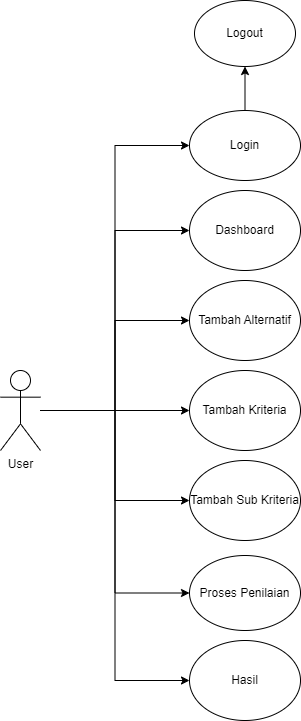 Logout
Login
Dashboard
Tambah Alternatif
Tambah Kriteria
User
Tambah Sub Kriteria
Proses Penilaian
Hasil